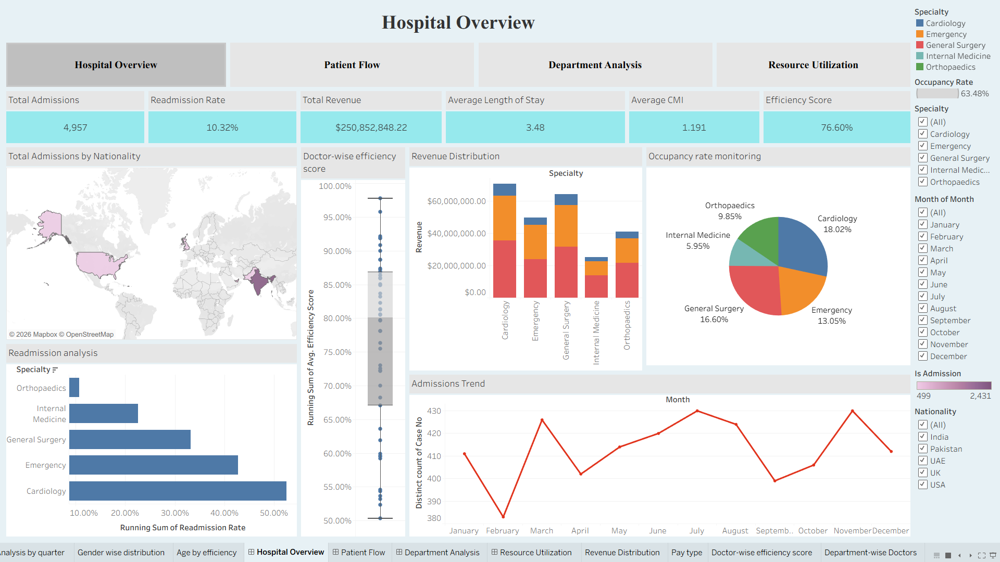 Hospital Overview
Hospital Overview
Patient Flow
Department Analysis
Resource Utilization
Total Admissions
Readmission Rate
Total Revenue
Average Length of Stay
Average CMI
Efficiency Score
4,957
10.32%
$250,852,848.22
3.48
1.191
76.60%
Total Admissions by Nationality
© 2026 Mapbox © OpenStreetMap
Readmission analysis
Specialty
Orthopaedics
Internal
Medicine
General Surgery
Emergency
Cardiology
10.00%
20.00%
30.00%
40.00%
50.00%
Running Sum of Readmission Rate
Doctor-wise efficiency
score
Running Sum of Avg. Efficiency Score
100.00%
95.00%
90.00%
85.00%
80.00%
75.00%
70.00%
65.00%
60.00%
55.00%
50.00%
Revenue Distribution
Specialty
Revenue
$60,000,000.00
$40,000,000.00
$20,000,000.00
$0.00
Cardiology
Emergency
General Surgery
Internal Medicine
Orthopaedics
Occupancy rate monitoring
Orthopaedics
9.85%
Cardiology
18.02%
Internal Medicine
5.95%
General Surgery
16.60%
Emergency
13.05%
Admissions Trend
Month
Distinct count of Case No
430
420
410
400
390
380
January
February
March
April
May
June
July
August
Septemb..
October
November
December
Specialty
Cardiology
Emergency
General Surgery
Internal Medicine
Orthopaedics
Occupancy Rate
63.48%
Specialty
(All)
Cardiology
Emergency
General Surgery
Internal Medic...
Orthopaedics
Month of Month
(All)
January
February
March
April
May
June
July
August
September
October
November
December
Is Admission
499
2,431
Nationality
(All)
India
Pakistan
UAE
UK
USA
nalysis by quarter
Gender wise distribution
Age by efficiency
Hospital Overview
Patient Flow
Department Analysis
Resource Utilization
Revenue Distribution
Pay type
Doctor-wise efficiency score
Department-wise Doctors